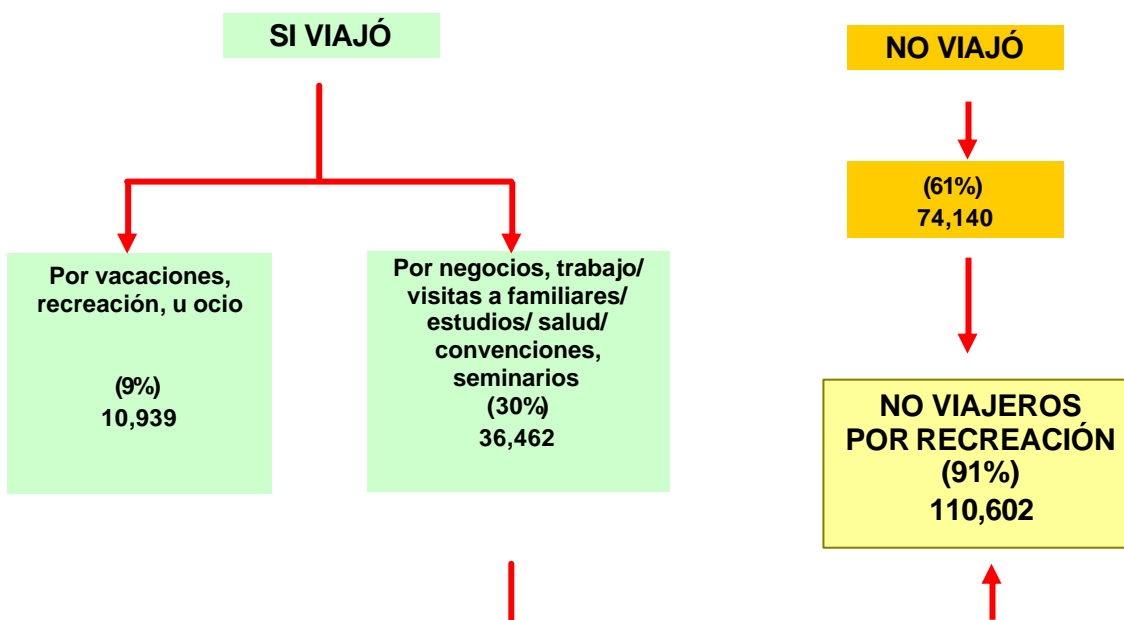 SI VIAJÓ
NO VIAJÓ
(61%)
74,140
Por vacaciones,
recreación, u ocio
(9%)
10,939
Por negocios, trabajo/
visitas a familiares/
estudios/ salud/
convenciones,
seminarios
(30%)
36,462
NO VIAJEROS
POR RECREACIÓN
(91%)
110,602